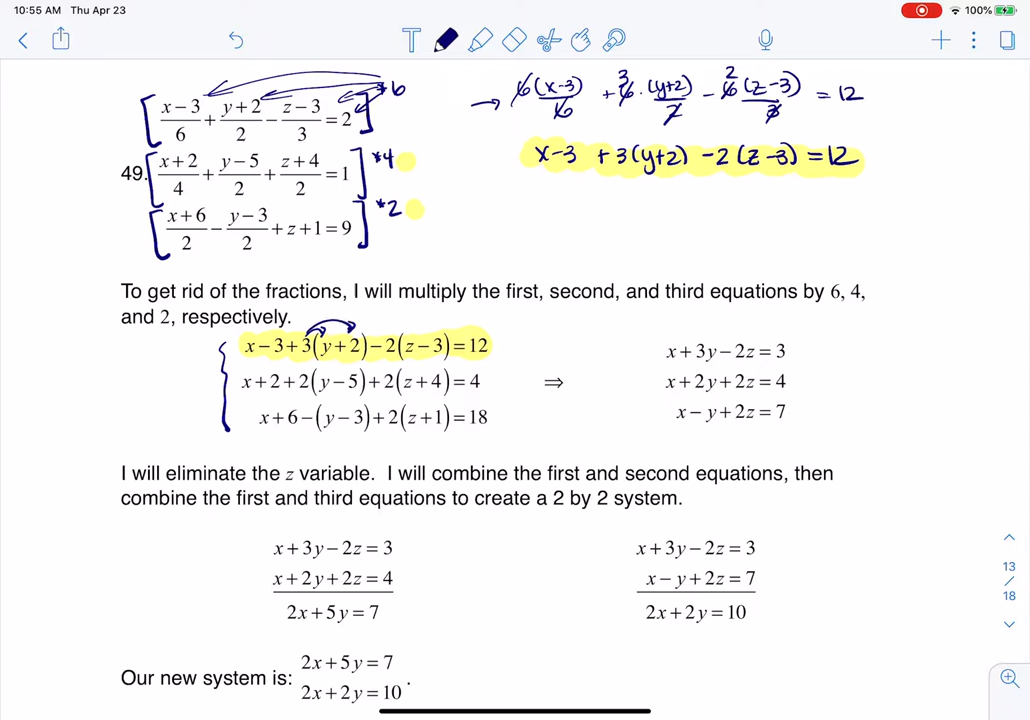 10:55 AM Thu Apr 23 100%
T
(x−3)/6 + (y+2)/2 − (z−3)/3 = 2 *6
→ 6(x-3)/6 + 3 6·(y+2)/2 − 2 6(z-3)/3 = 12
x-3 +3(y+2) -2(z-3) = 12
49. (x+2)/4 + (y−5)/2 + (z+4)/2 = 1 *4
(x+6)/2 − (y−3)/2 + z+1 = 9 *2
To get rid of the fractions, I will multiply the first, second, and third equations by 6, 4,
and 2, respectively.
x−3+3(y+2)−2(z−3)=12 x+3y−2z=3
x+2+2(y−5)+2(z+4)=4 ⇒ x+2y+2z=4
x+6−(y−3)+2(z+1)=18 x−y+2z=7
I will eliminate the z variable. I will combine the first and second equations, then
combine the first and third equations to create a 2 by 2 system.
x+3y−2z=3 x+3y−2z=3
x+2y+2z=4 x−y+2z=7
2x+5y=7 2x+2y=10
Our new system is: 2x+5y=7
2x+2y=10 .
13
/
18